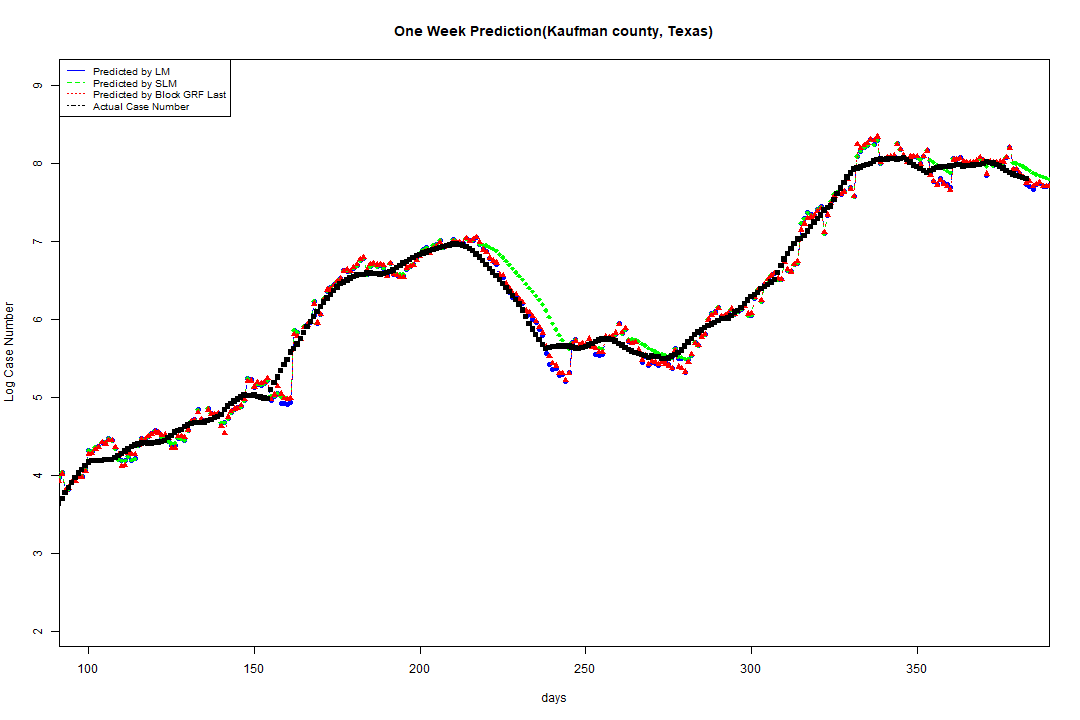 One Week Prediction(Kaufman county, Texas)
Predicted by LM
Predicted by SLM
Predicted by Block GRF Last
Actual Case Number
9
8
7
6
5
4
3
2
Log Case Number
100 150 200 250 300 350
days